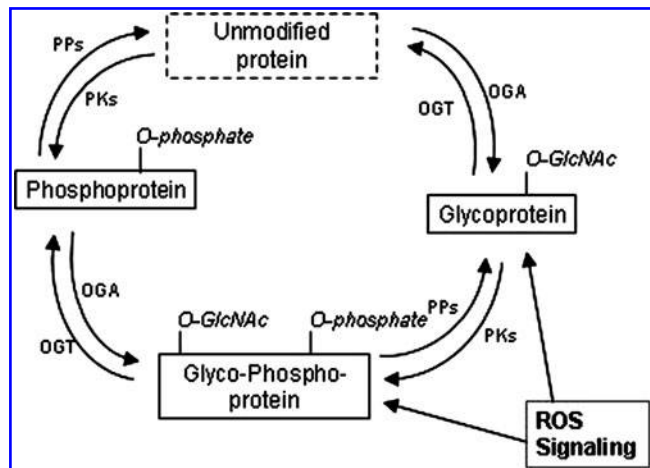 Unmodified
protein
PPs
PKs
OGA
OGT
O-phosphate
Phosphoprotein
O-GlcNAc
Glycoprotein
OGA
OGT
O-GlcNAc
O-phosphate
PPs
PKs
Glyco-Phospho-
protein
ROS
Signaling